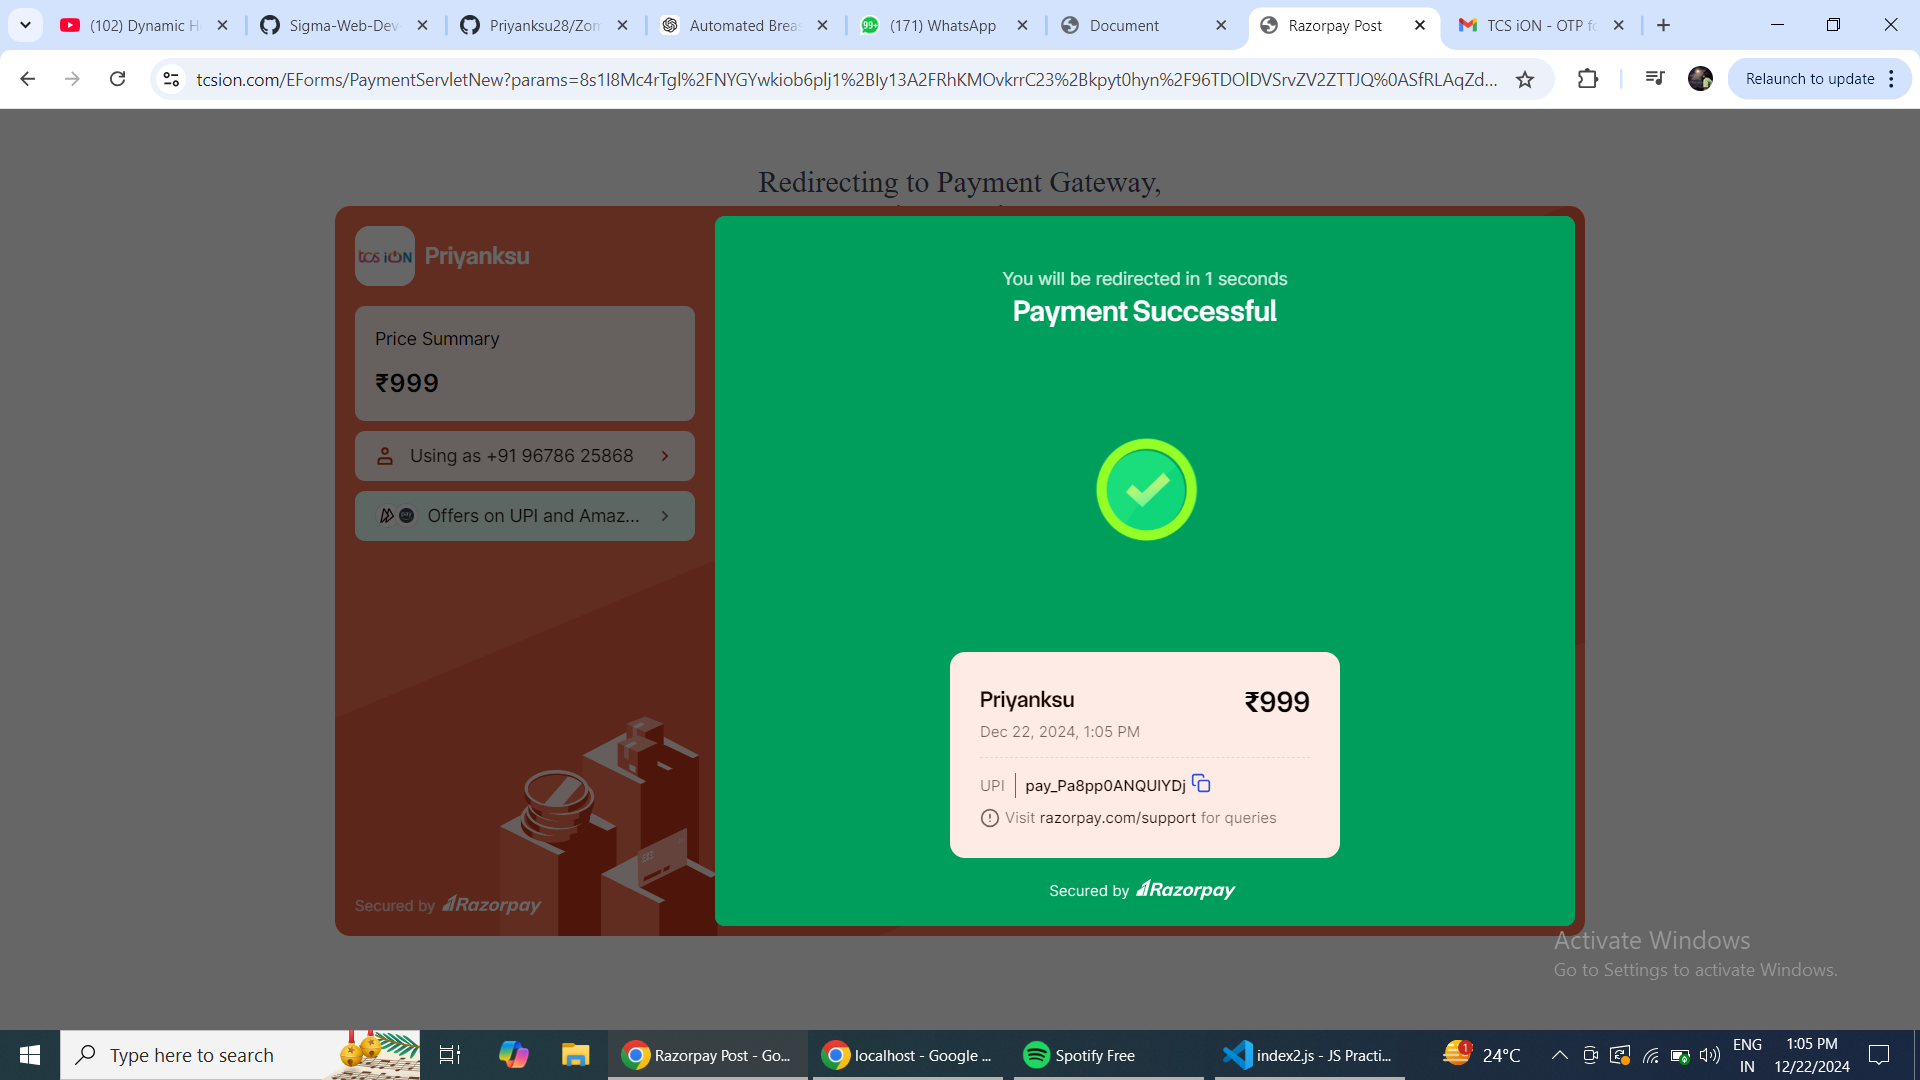 (102) Dynamic H
Sigma-Web-Dev-
Priyanksu28/Zom
Automated Breas
(171) WhatsApp
Document
Razorpay Post
TCS iON - OTP fo
tcsion.com/EForms/PaymentServletNew?params=8s1I8Mc4rTgl%2FNYGYwkiob6plj1%2BIy13A2FRhKMOvkrrC23%2Bkpyt0hyn%2F96TDOlDVSrvZV2ZTTJQ%0ASfRLAqZd...
Relaunch to update
Redirecting to Payment Gateway,
tcs iON
Priyanksu
Price Summary
₹999
Using as +91 96786 25868
Offers on UPI and Amaz...
Secured by Razorpay
You will be redirected in 1 seconds
Payment Successful
Priyanksu
₹999
Dec 22, 2024, 1:05 PM
UPI
pay_Pa8pp0ANQUIYDj
Visit razorpay.com/support for queries
Secured by Razorpay
Activate Windows
Go to Settings to activate Windows.
Type here to search
Razorpay Post - Go...
localhost - Google ...
Spotify Free
index2.js - JS Practi...
1
24°C
ENG
IN
1:05 PM
12/22/2024